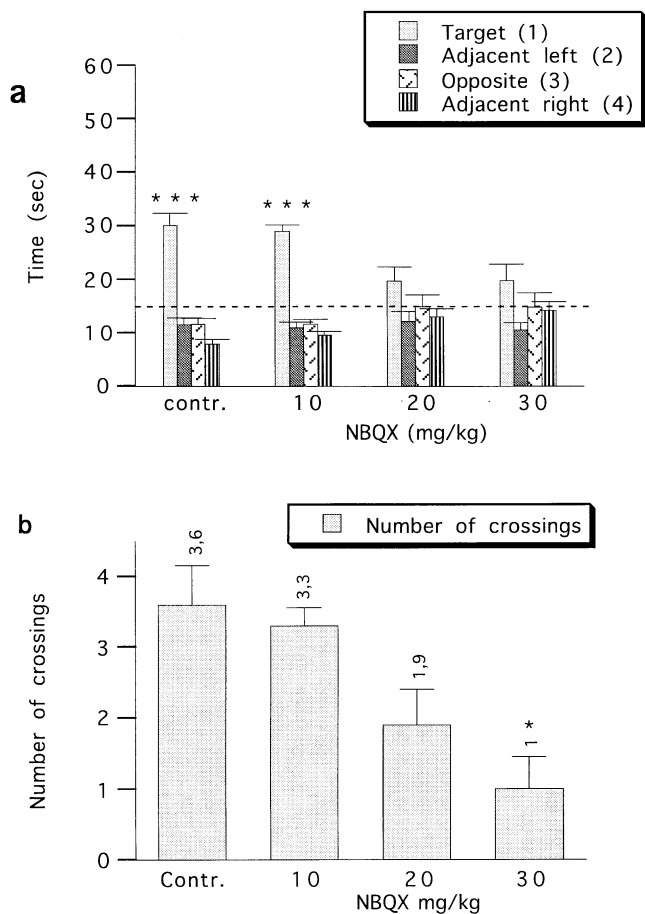 Target (1)
Adjacent left (2)
Opposite (3)
Adjacent right (4)
a
60
50
40
30
20
10
0
Time (sec)
* * *
* * *
contr. 10 20 30
NBQX (mg/kg)
b
Number of crossings
4
3
2
1
0
Number of crossings
3,6
3,3
1,9
*
1
Contr. 10 20 30
NBQX mg/kg